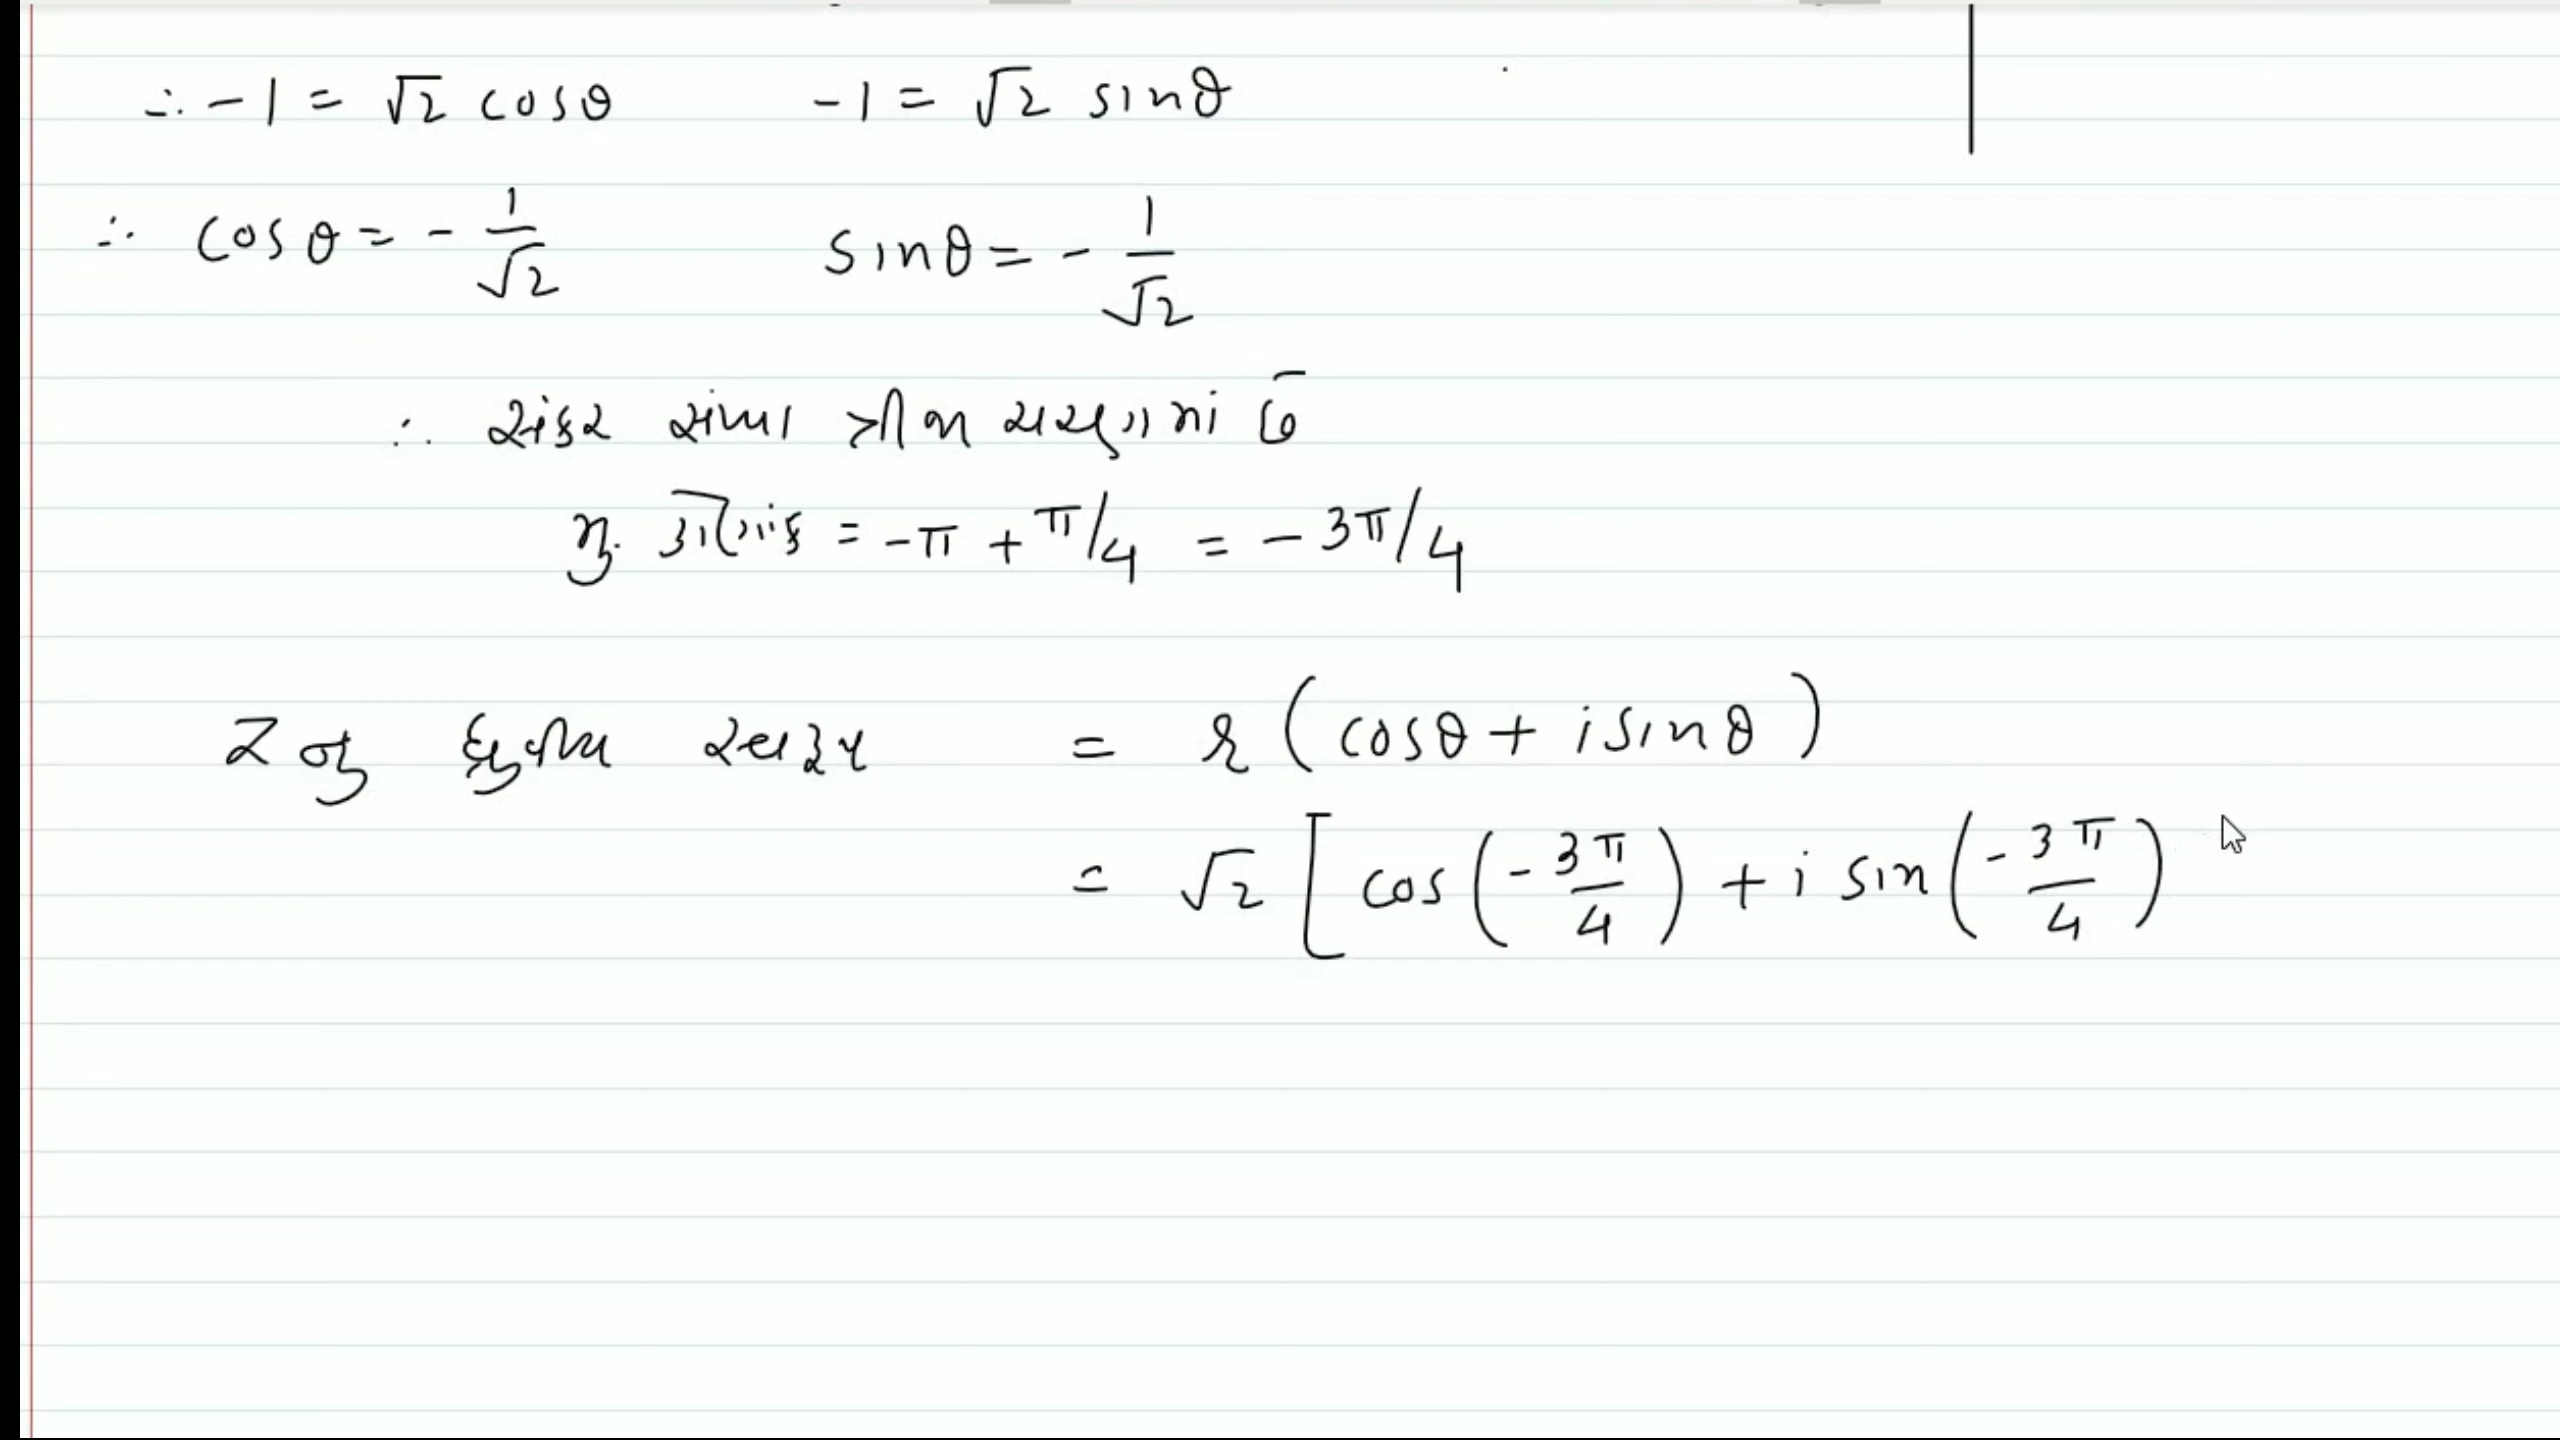 ∴ -1 = √2 cosθ -1 = √2 sinθ
∴ cosθ = - 1/√2 sinθ = - 1/√2
∴ સંકર સંખ્યા ત્રીજા ચરણમાં છે
મુ. કોણાંક = -π + π/4 = -3π/4
Z નું ધ્રુવીય સ્વરૂપ = r (cosθ + i sinθ)
= √2 [ cos(-3π/4) + i sin(-3π/4)